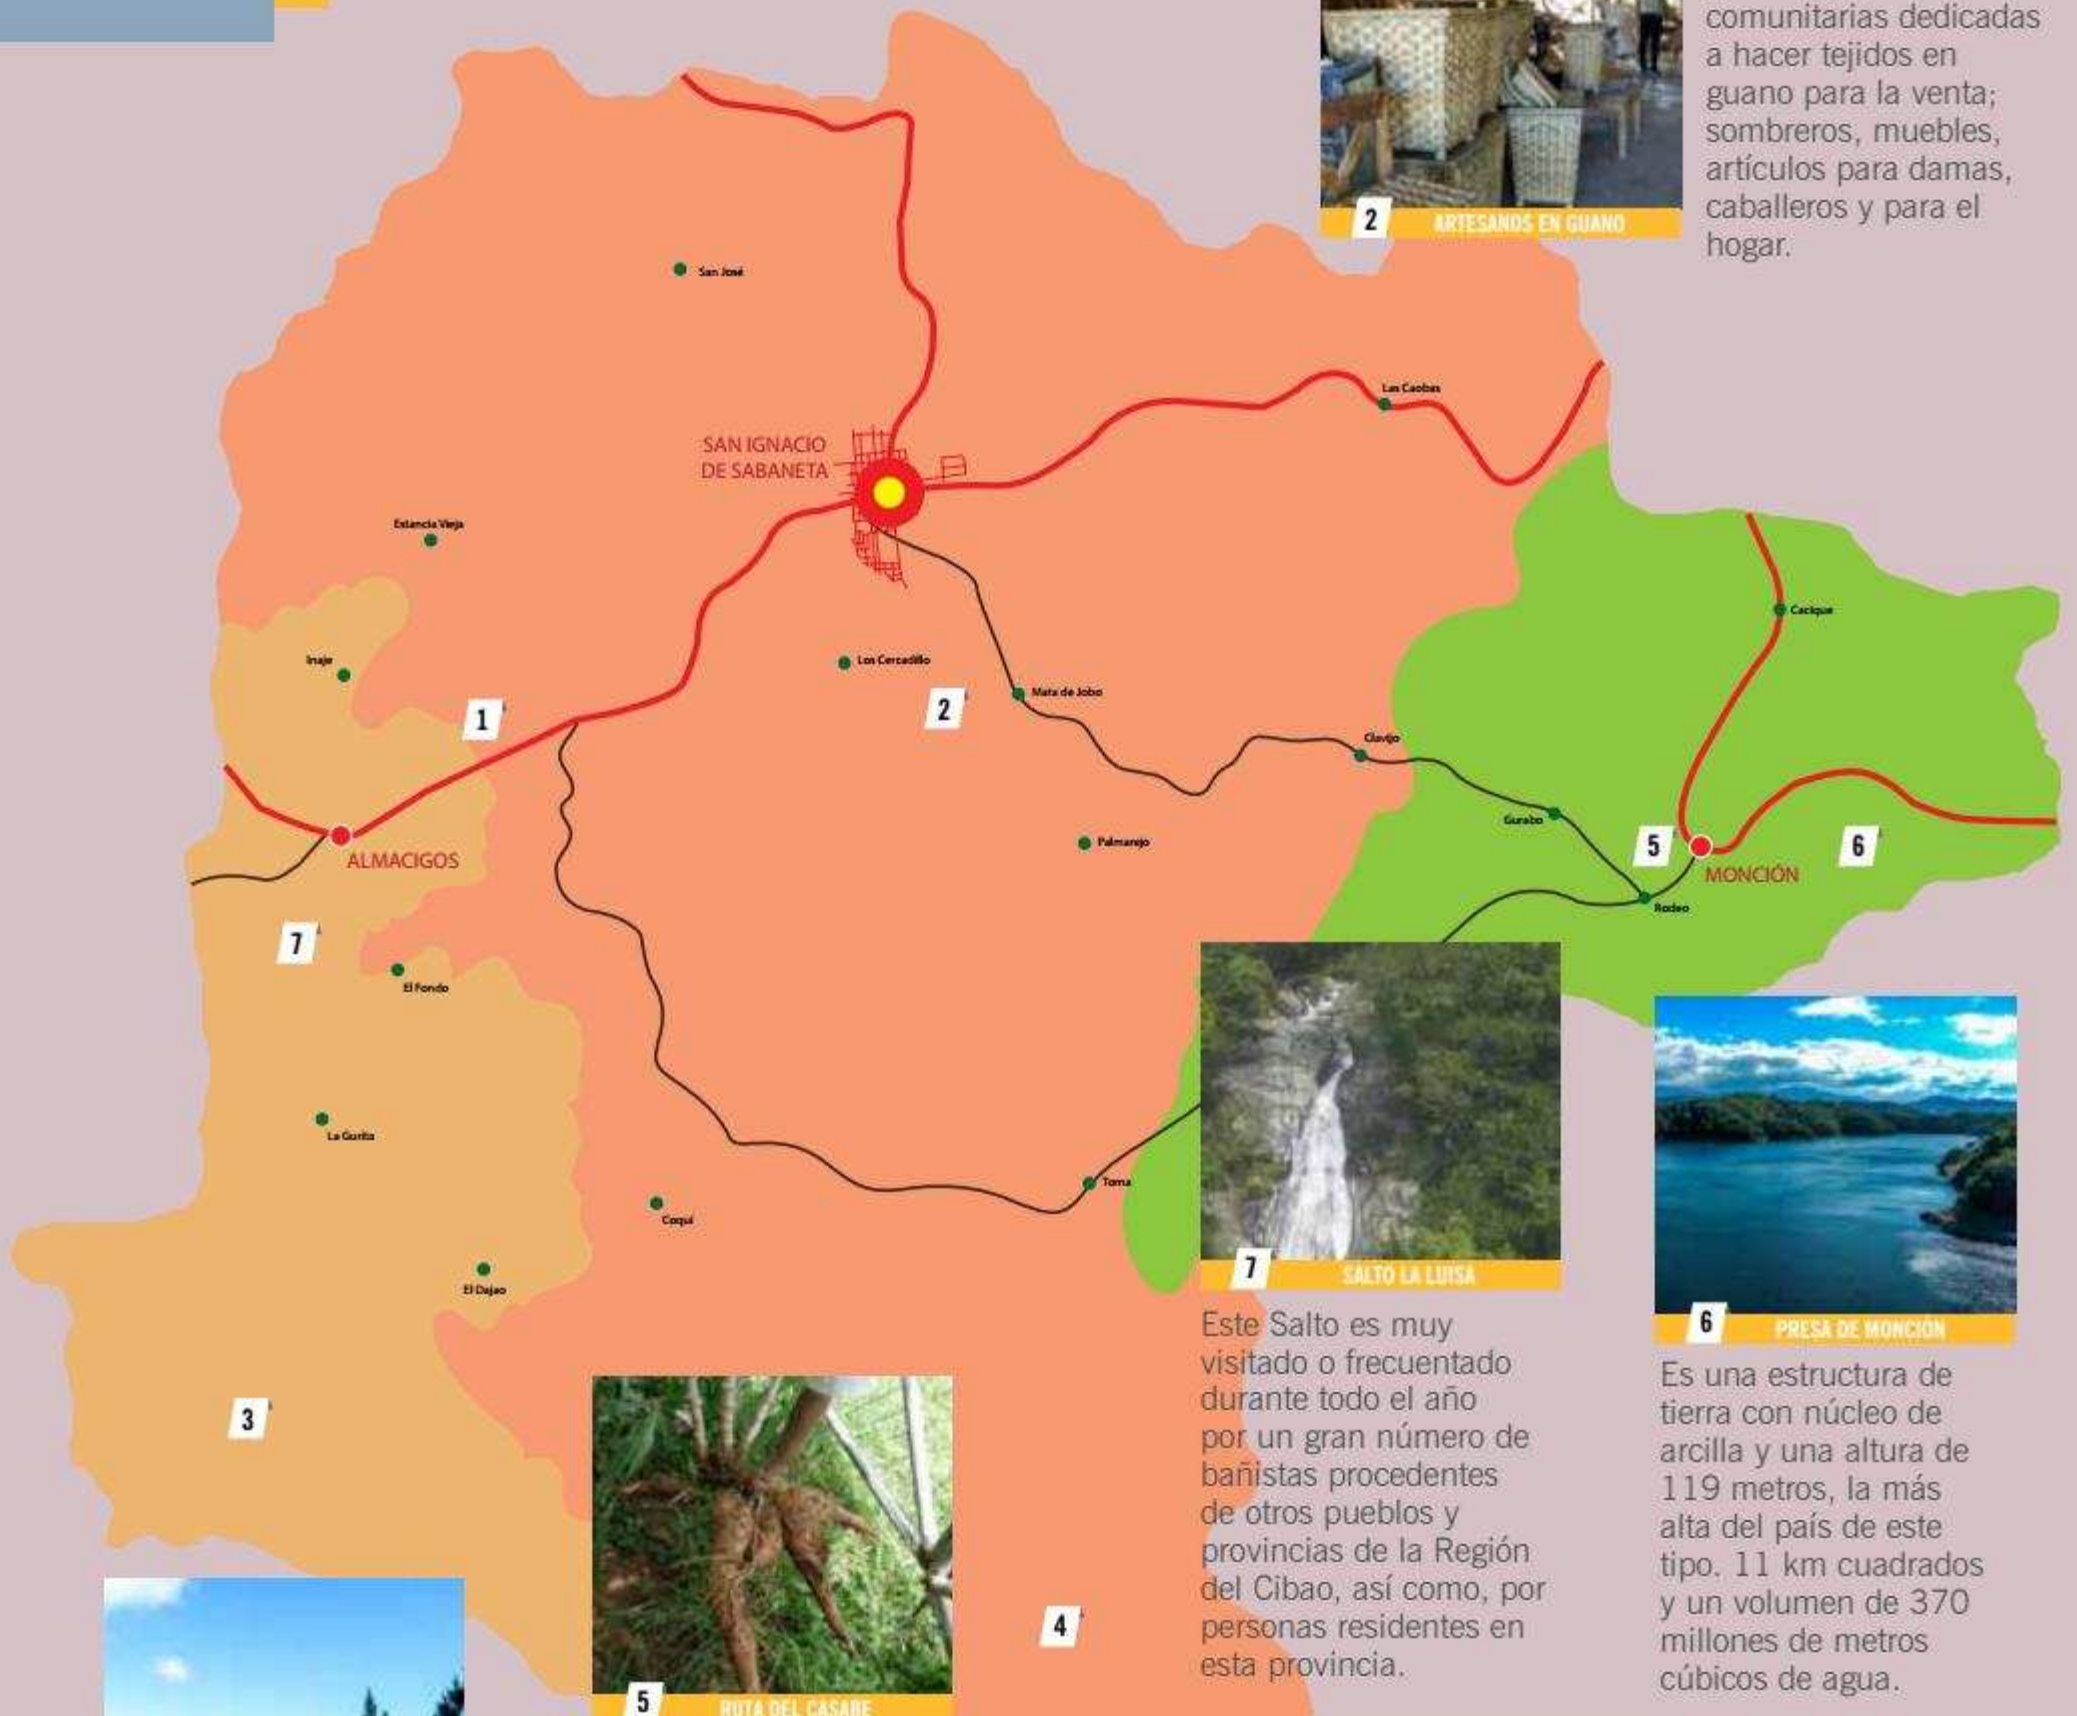 comunitarias dedicadas
a hacer tejidos en
guano para la venta;
sombreros, muebles,
artículos para damas,
caballeros y para el
hogar.
2
ARTESANOS EN GUANO
San José
Las Caobas
SAN IGNACIO
DE SABANETA
Estancia Vieja
Cacique
Inaje
Los Cercadillo
1
2
Mata de Jobo
Clavijo
Gurabo
ALMACIGOS
Palmarejo
5
6
MONCIÓN
Rodeo
7
El Fondo
La Gurita
Toma
Coquí
El Dajao
7
SALTO LA LUISA
Este Salto es muy
visitado o frecuentado
durante todo el año
por un gran número de
bañistas procedentes
de otros pueblos y
provincias de la Región
del Cibao, así como, por
personas residentes en
esta provincia.
6
PRESA DE MONCIÓN
Es una estructura de
tierra con núcleo de
arcilla y una altura de
119 metros, la más
alta del país de este
tipo. 11 km cuadrados
y un volumen de 370
millones de metros
cúbicos de agua.
3
4
5
RUTA DEL CASABE